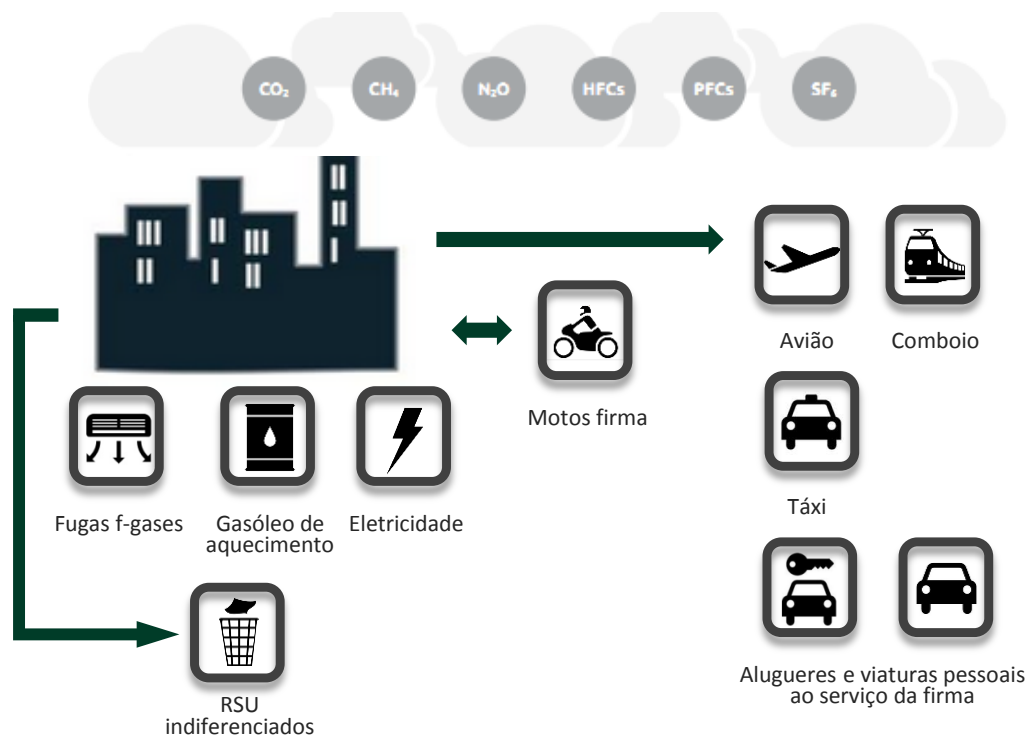 CO₂ CH₄ N₂O HFCs PFCs SF₆
Avião Comboio
Motos firma
Táxi
Fugas f-gases Gasóleo de Eletricidade
aquecimento
Alugueres e viaturas pessoais
ao serviço da firma
RSU
indiferenciados